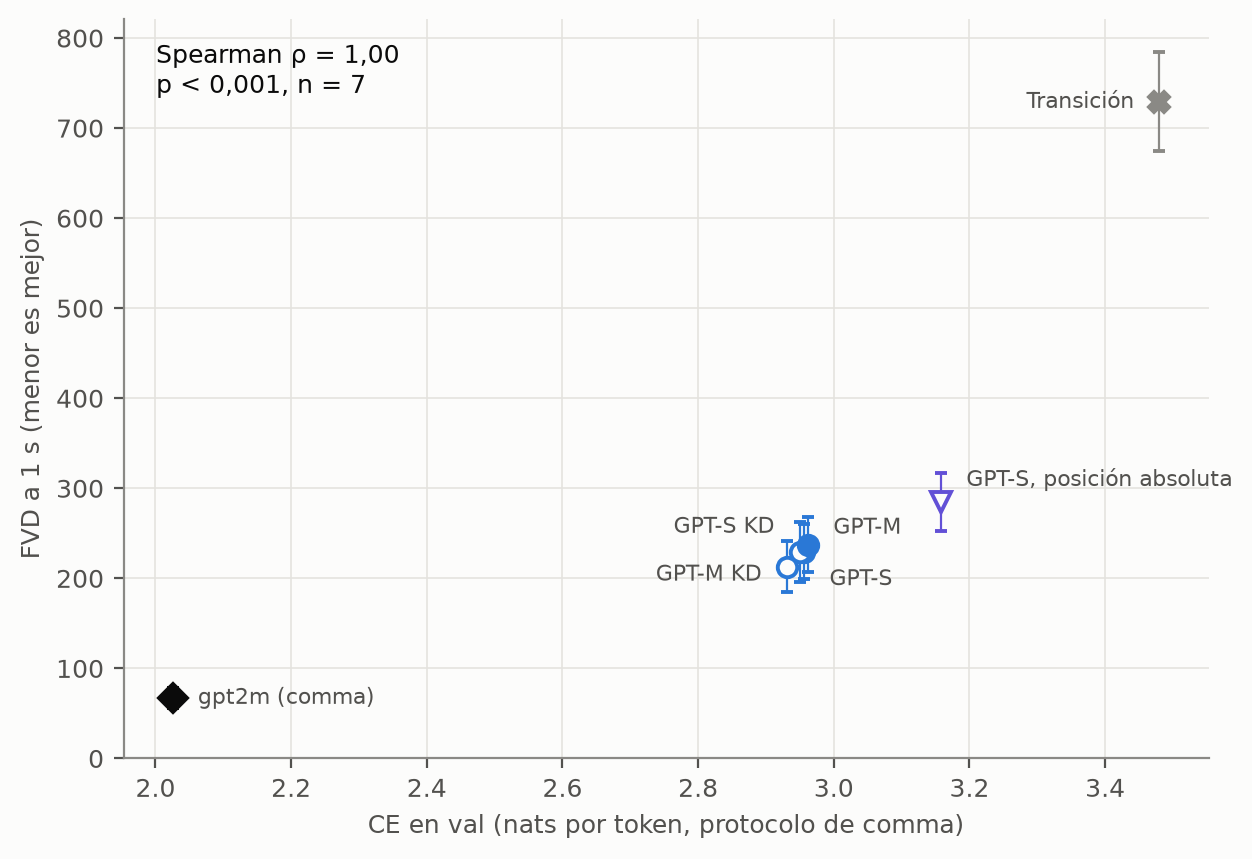 Spearman ρ = 1,00
p < 0,001, n = 7
800
700
600
500
400
300
200
100
0
FVD a 1 s (menor es mejor)
Transición
GPT-S, posición absoluta
GPT-S KD
GPT-M
GPT-M KD
GPT-S
gpt2m (comma)
2.0
2.2
2.4
2.6
2.8
3.0
3.2
3.4
CE en val (nats por token, protocolo de comma)